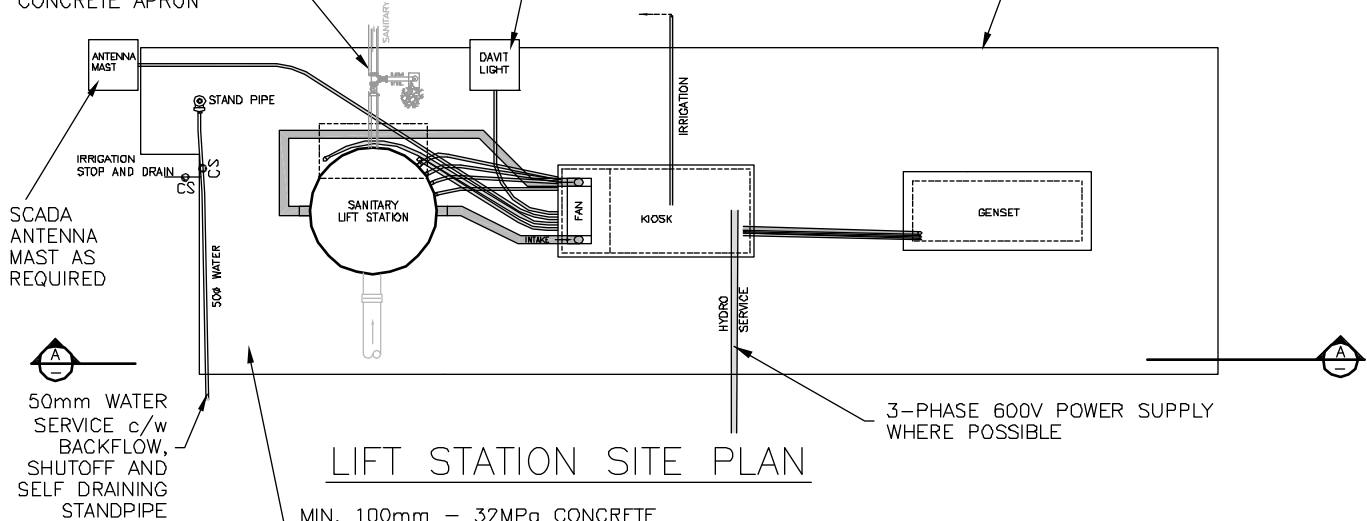 CONCRETE APRON
SANITARY
ANTENNA
MAST
DAVIT
LIGHT
STAND PIPE
IRRIGATION
IRRIGATION
STOP AND DRAIN
CS
CS
SANITARY
LIFT STATION
FAN
KIOSK
INTAKE
GENSET
SCADA
ANTENNA
MAST AS
REQUIRED
50ø WATER
HYDRO
SERVICE
A
–
A
–
50mm WATER
SERVICE c/w
BACKFLOW,
SHUTOFF AND
SELF DRAINING
STANDPIPE
3-PHASE 600V POWER SUPPLY
WHERE POSSIBLE
LIFT STATION SITE PLAN
MIN. 100mm – 32MPa CONCRETE